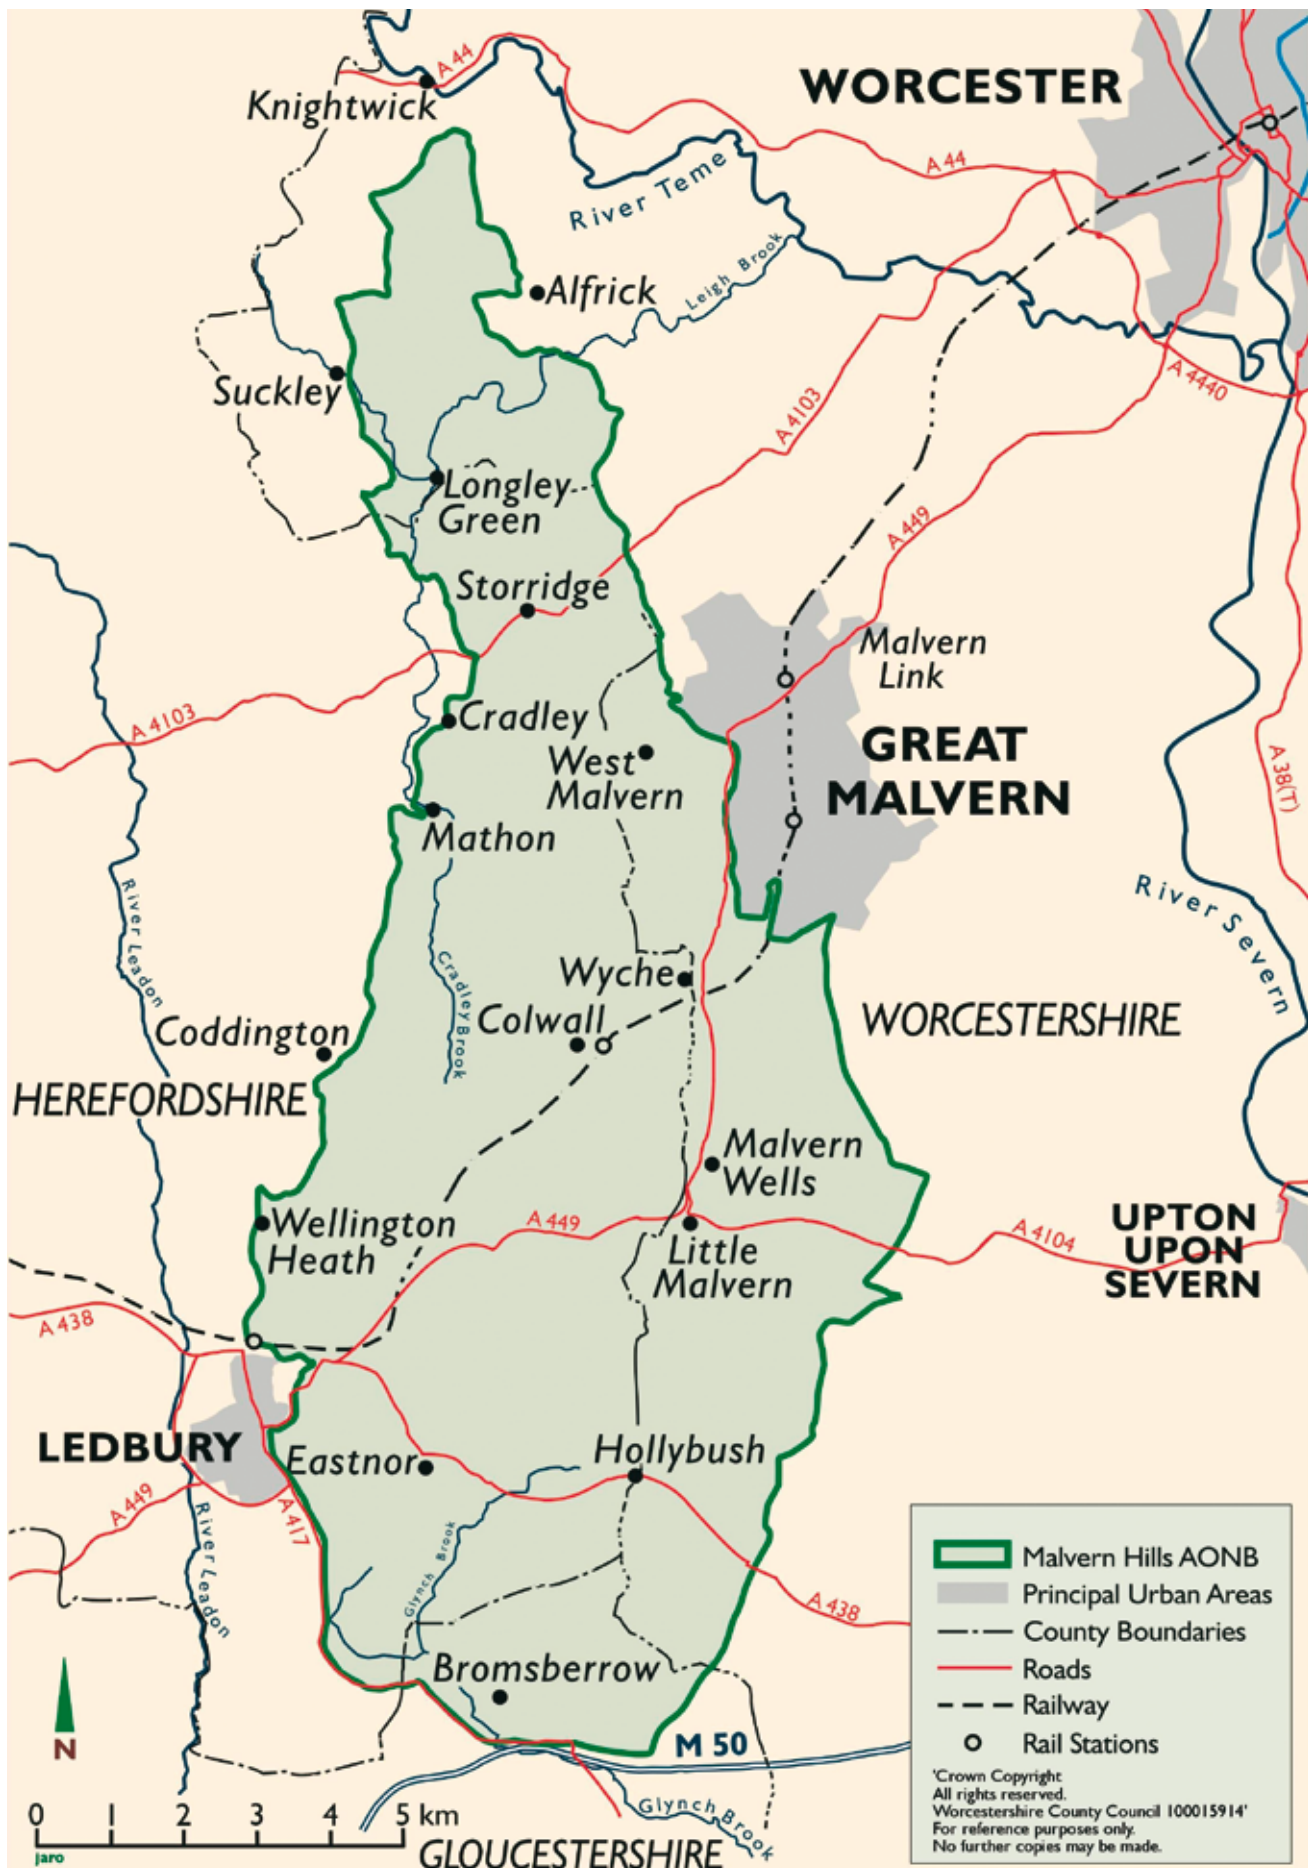 A 44
Knightwick
WORCESTER
A 44
River Teme
Leigh Brook
Alfrick
Suckley
A 4103
A 4440
Longley
Green
A 449
Storridge
Malvern
Link
A 4103
Cradley
West
Malvern
GREAT
MALVERN
A 38(T)
Mathon
River Leadon
River Severn
Cradley Brook
Wyche
Colwall
WORCESTERSHIRE
Coddington
HEREFORDSHIRE
Malvern
Wells
Wellington
Heath
A 449
Little
Malvern
A 4104
UPTON
UPON
SEVERN
A 438
LEDBURY
Eastnor
Hollybush
A 449
A 417
River Leadon
Glynch Brook
A 438
Bromsberrow
M 50
Glynch Brook
GLOUCESTERSHIRE
N
0 1 2 3 4 5 km
jaro
Malvern Hills AONB
Principal Urban Areas
County Boundaries
Roads
Railway
Rail Stations
'Crown Copyright
All rights reserved.
Worcestershire County Council 100015914'
For reference purposes only.
No further copies may be made.